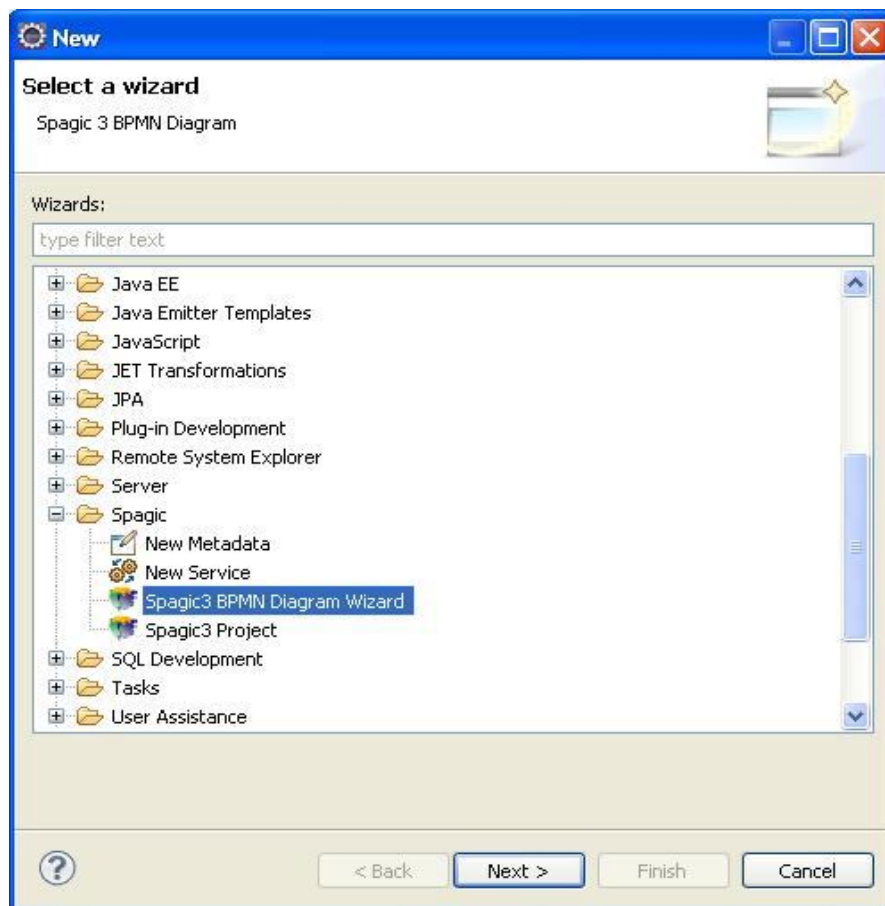 New
Select a wizard
Spagic 3 BPMN Diagram
Wizards:
type filter text
Java EE
Java Emitter Templates
JavaScript
JET Transformations
JPA
Plug-in Development
Remote System Explorer
Server
Spagic
New Metadata
New Service
Spagic3 BPMN Diagram Wizard
Spagic3 Project
SQL Development
Tasks
User Assistance
? < Back Next > Finish Cancel